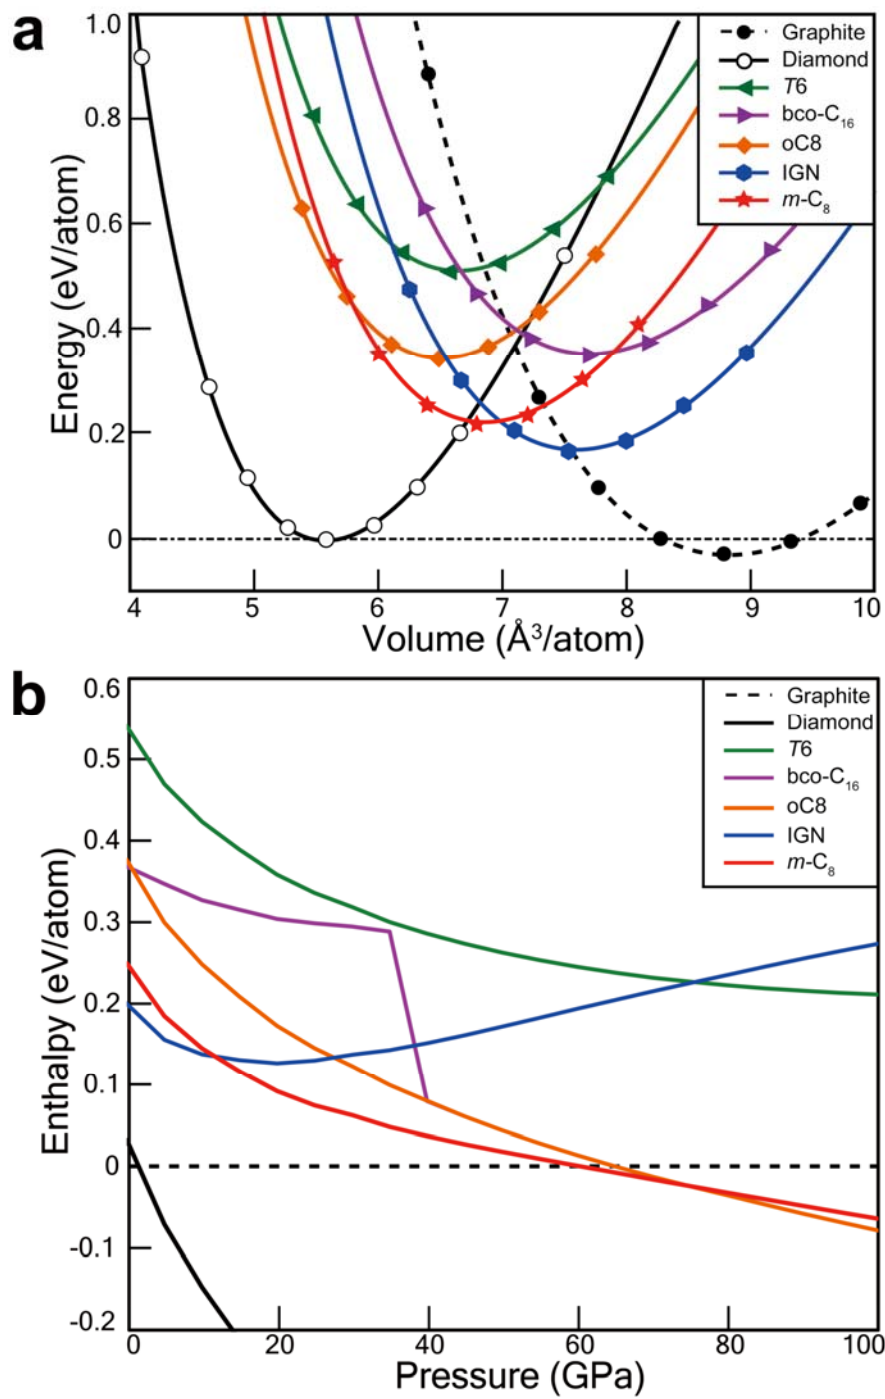 a
1.0
0.8
0.6
0.4
0.2
0
Energy (eV/atom)
Graphite
Diamond
T6
bco-C₁₆
oC8
IGN
m-C₈
4 5 6 7 8 9 10
Volume (Å³/atom)
b
0.6
0.5
0.4
0.3
0.2
0.1
0
-0.1
-0.2
Enthalpy (eV/atom)
Graphite
Diamond
T6
bco-C₁₆
oC8
IGN
m-C₈
0 20 40 60 80 100
Pressure (GPa)